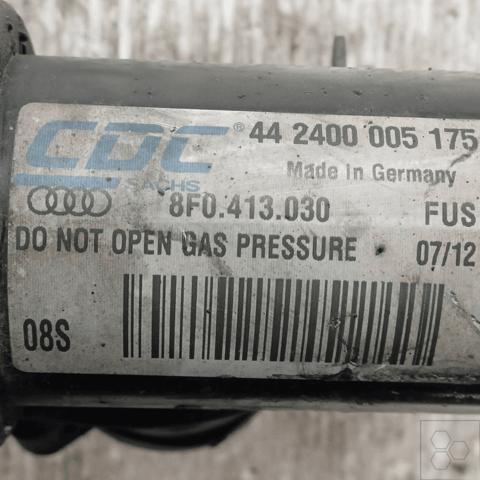 CDC® 44 2400 005 175
SACHS Made in Germany
8F0.413.030 FUS
DO NOT OPEN GAS PRESSURE 07/12
08S